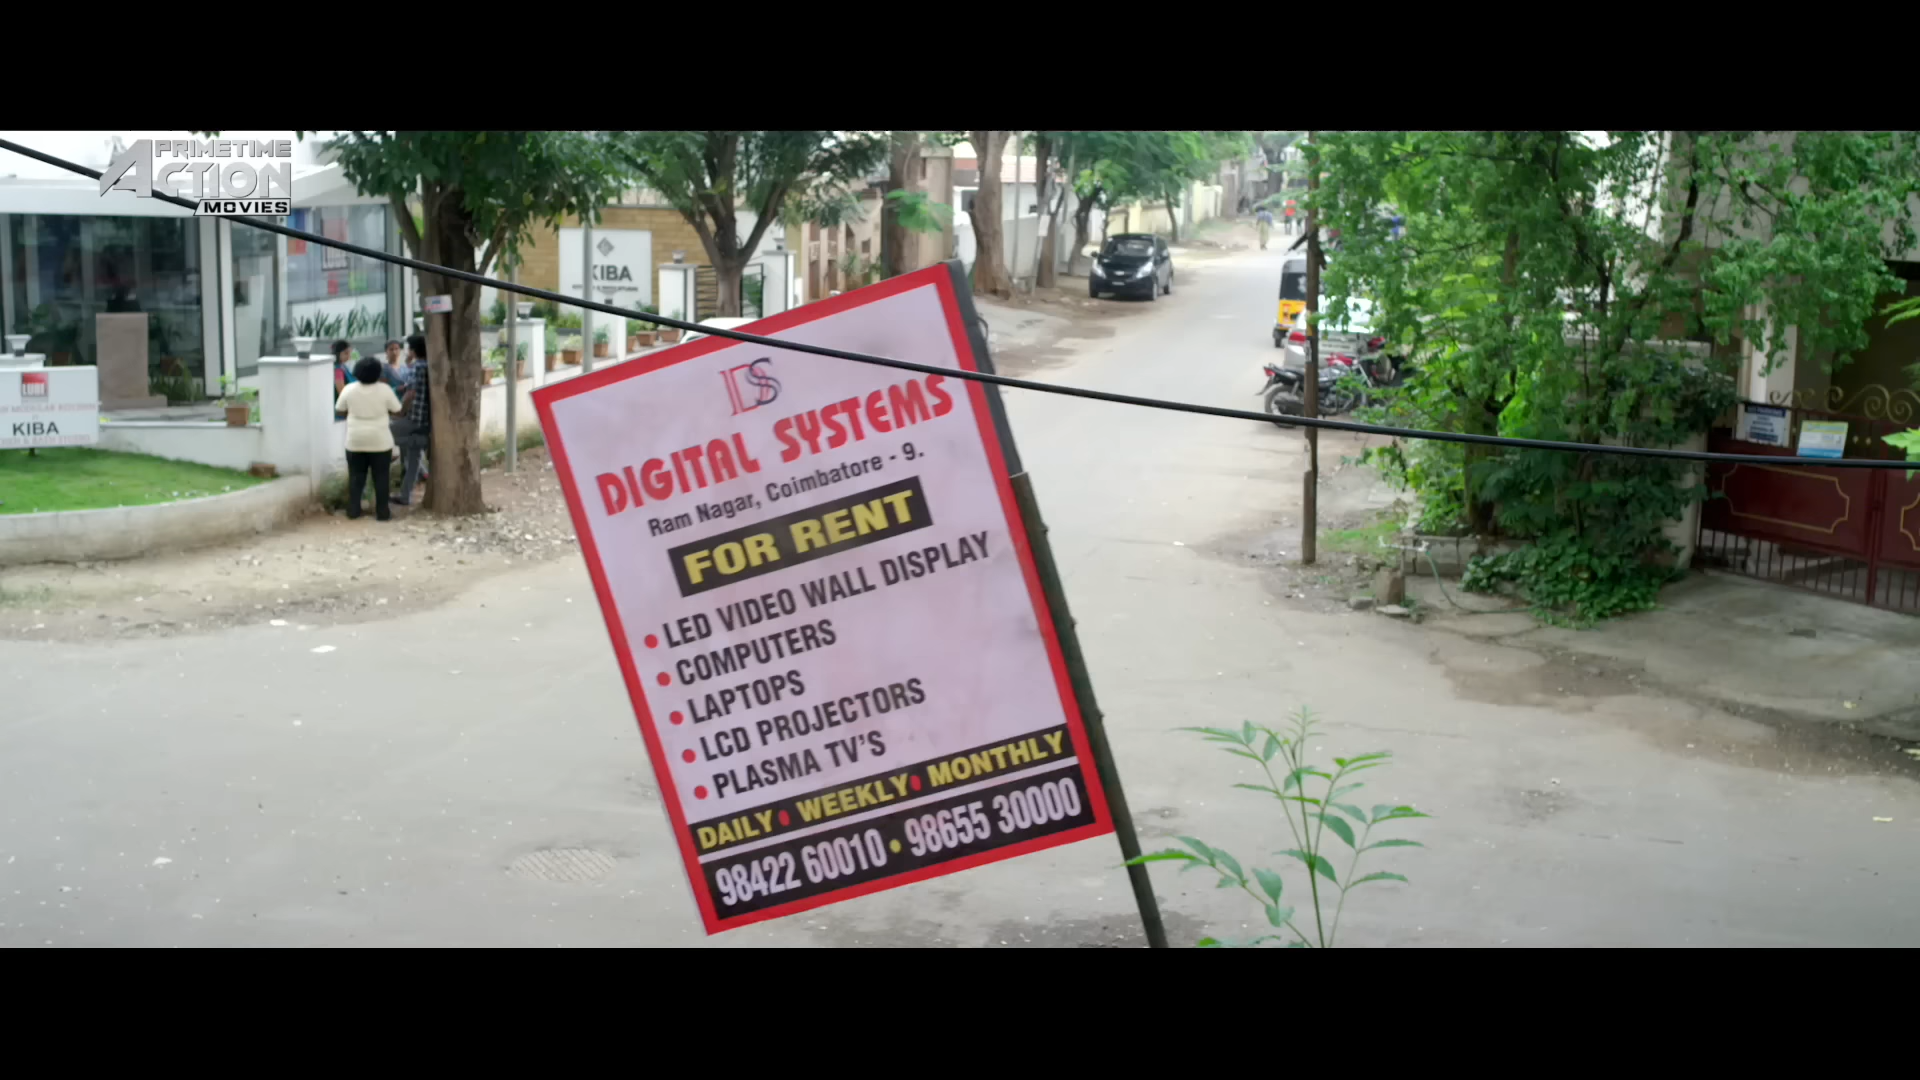 PRIMETIME
ACTION
MOVIES
KIBA
LUBI
KIBA
DS
DIGITAL SYSTEMS
Ram Nagar, Coimbatore - 9.
FOR RENT
• LED VIDEO WALL DISPLAY
• COMPUTERS
• LAPTOPS
• LCD PROJECTORS
• PLASMA TV'S
DAILY • WEEKLY • MONTHLY
98422 60010 • 98655 30000